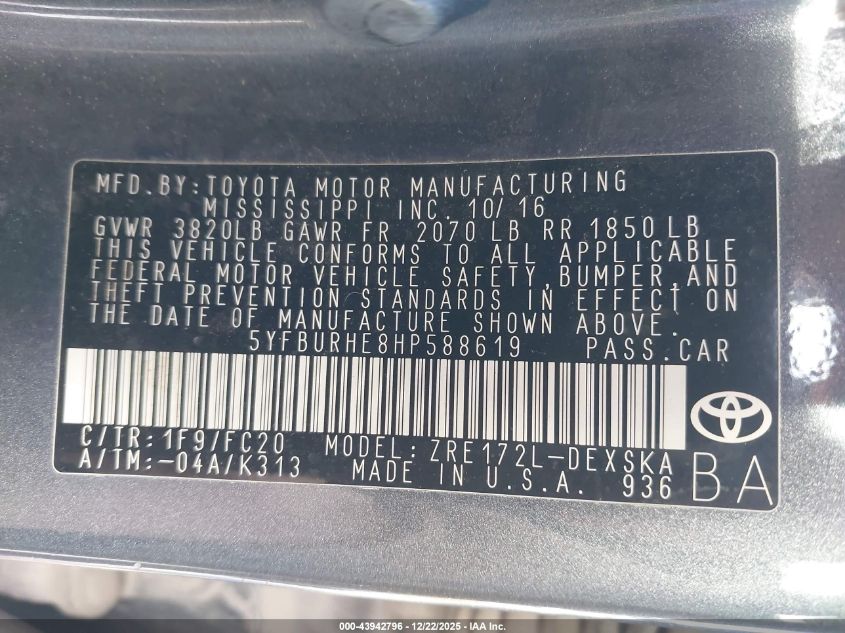 MFD.BY:TOYOTA MOTOR MANUFACTURING
MISSISSIPPI INC. 10/16
GVWR 3820LB GAWR FR 2070 LB RR 1850 LB
THIS VEHICLE CONFORMS TO ALL APPLICABLE
FEDERAL MOTOR VEHICLE SAFETY,BUMPER,AND
THEFT PREVENTION STANDARDS IN EFFECT ON
THE DATE OF MANUFACTURE SHOWN ABOVE.
5YFBURHE8HP588619 PASS.CAR
C/TR:1F9/FC20 MODEL:ZRE172L-DEXSKA
A/TM:-04A/K313 MADE IN U.S.A. 936
BA
000-43942796 - 12/22/2025 - IAA Inc.